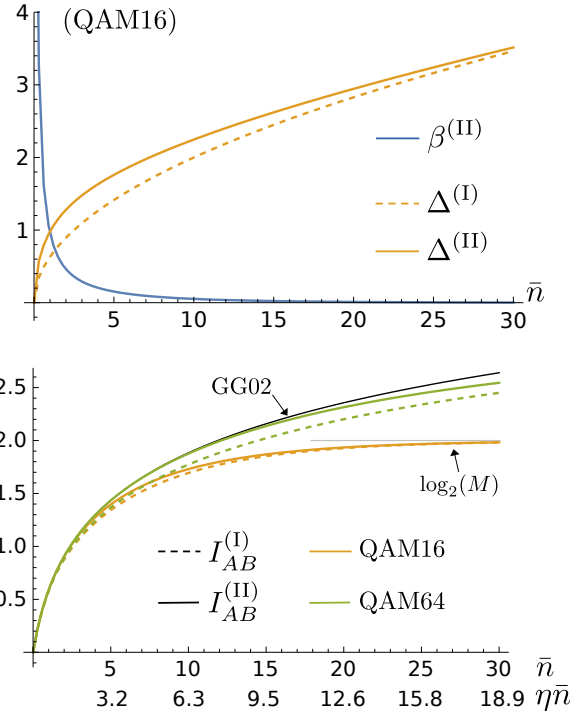 (QAM16)
4
3
2
1
β^(II)
Δ^(I)
Δ^(II)
n̄
5 10 15 20 25 30
2.5
2.0
1.5
1.0
0.5
GG02
log₂(M)
I_AB^(I) QAM16
I_AB^(II) QAM64
5 10 15 20 25 30 n̄
3.2 6.3 9.5 12.6 15.8 18.9 ηn̄